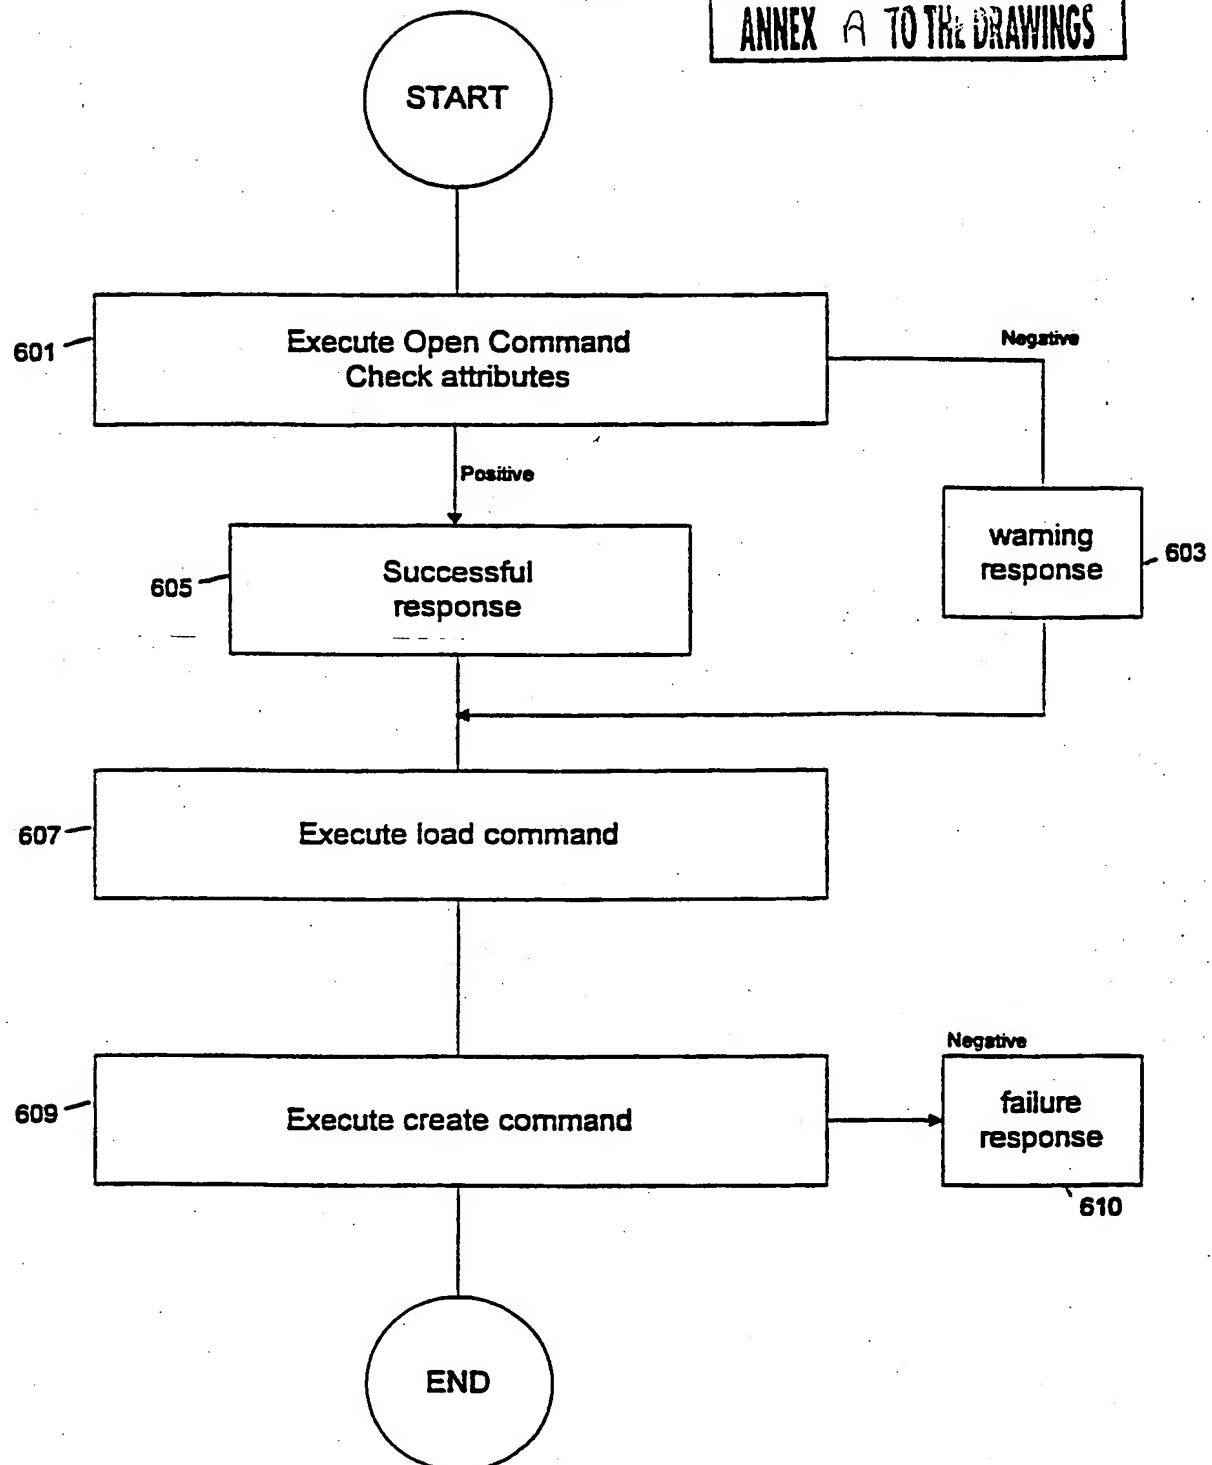 ANNEX A TO THE DRAWINGS
START
601
Execute Open Command
Check attributes
Negative
Positive
605
Successful
response
warning
response
603
607
Execute load command
609
Execute create command
Negative
failure
response
610
END